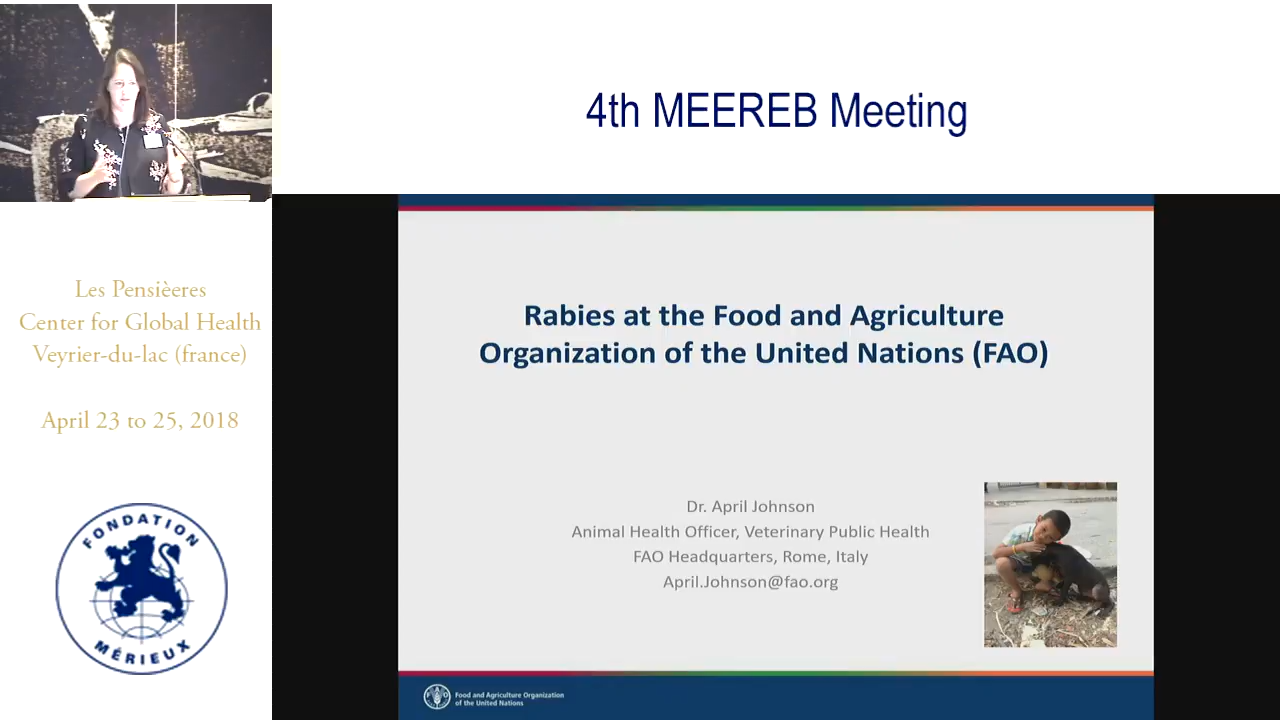 4th MEEREB Meeting
Les Pensièeres
Center for Global Health
Veyrier-du-lac (france)
April 23 to 25, 2018
FONDATION
MÉRIEUX
Rabies at the Food and Agriculture
Organization of the United Nations (FAO)
Dr. April Johnson
Animal Health Officer, Veterinary Public Health
FAO Headquarters, Rome, Italy
April.Johnson@fao.org
Food and Agriculture Organization
of the United Nations